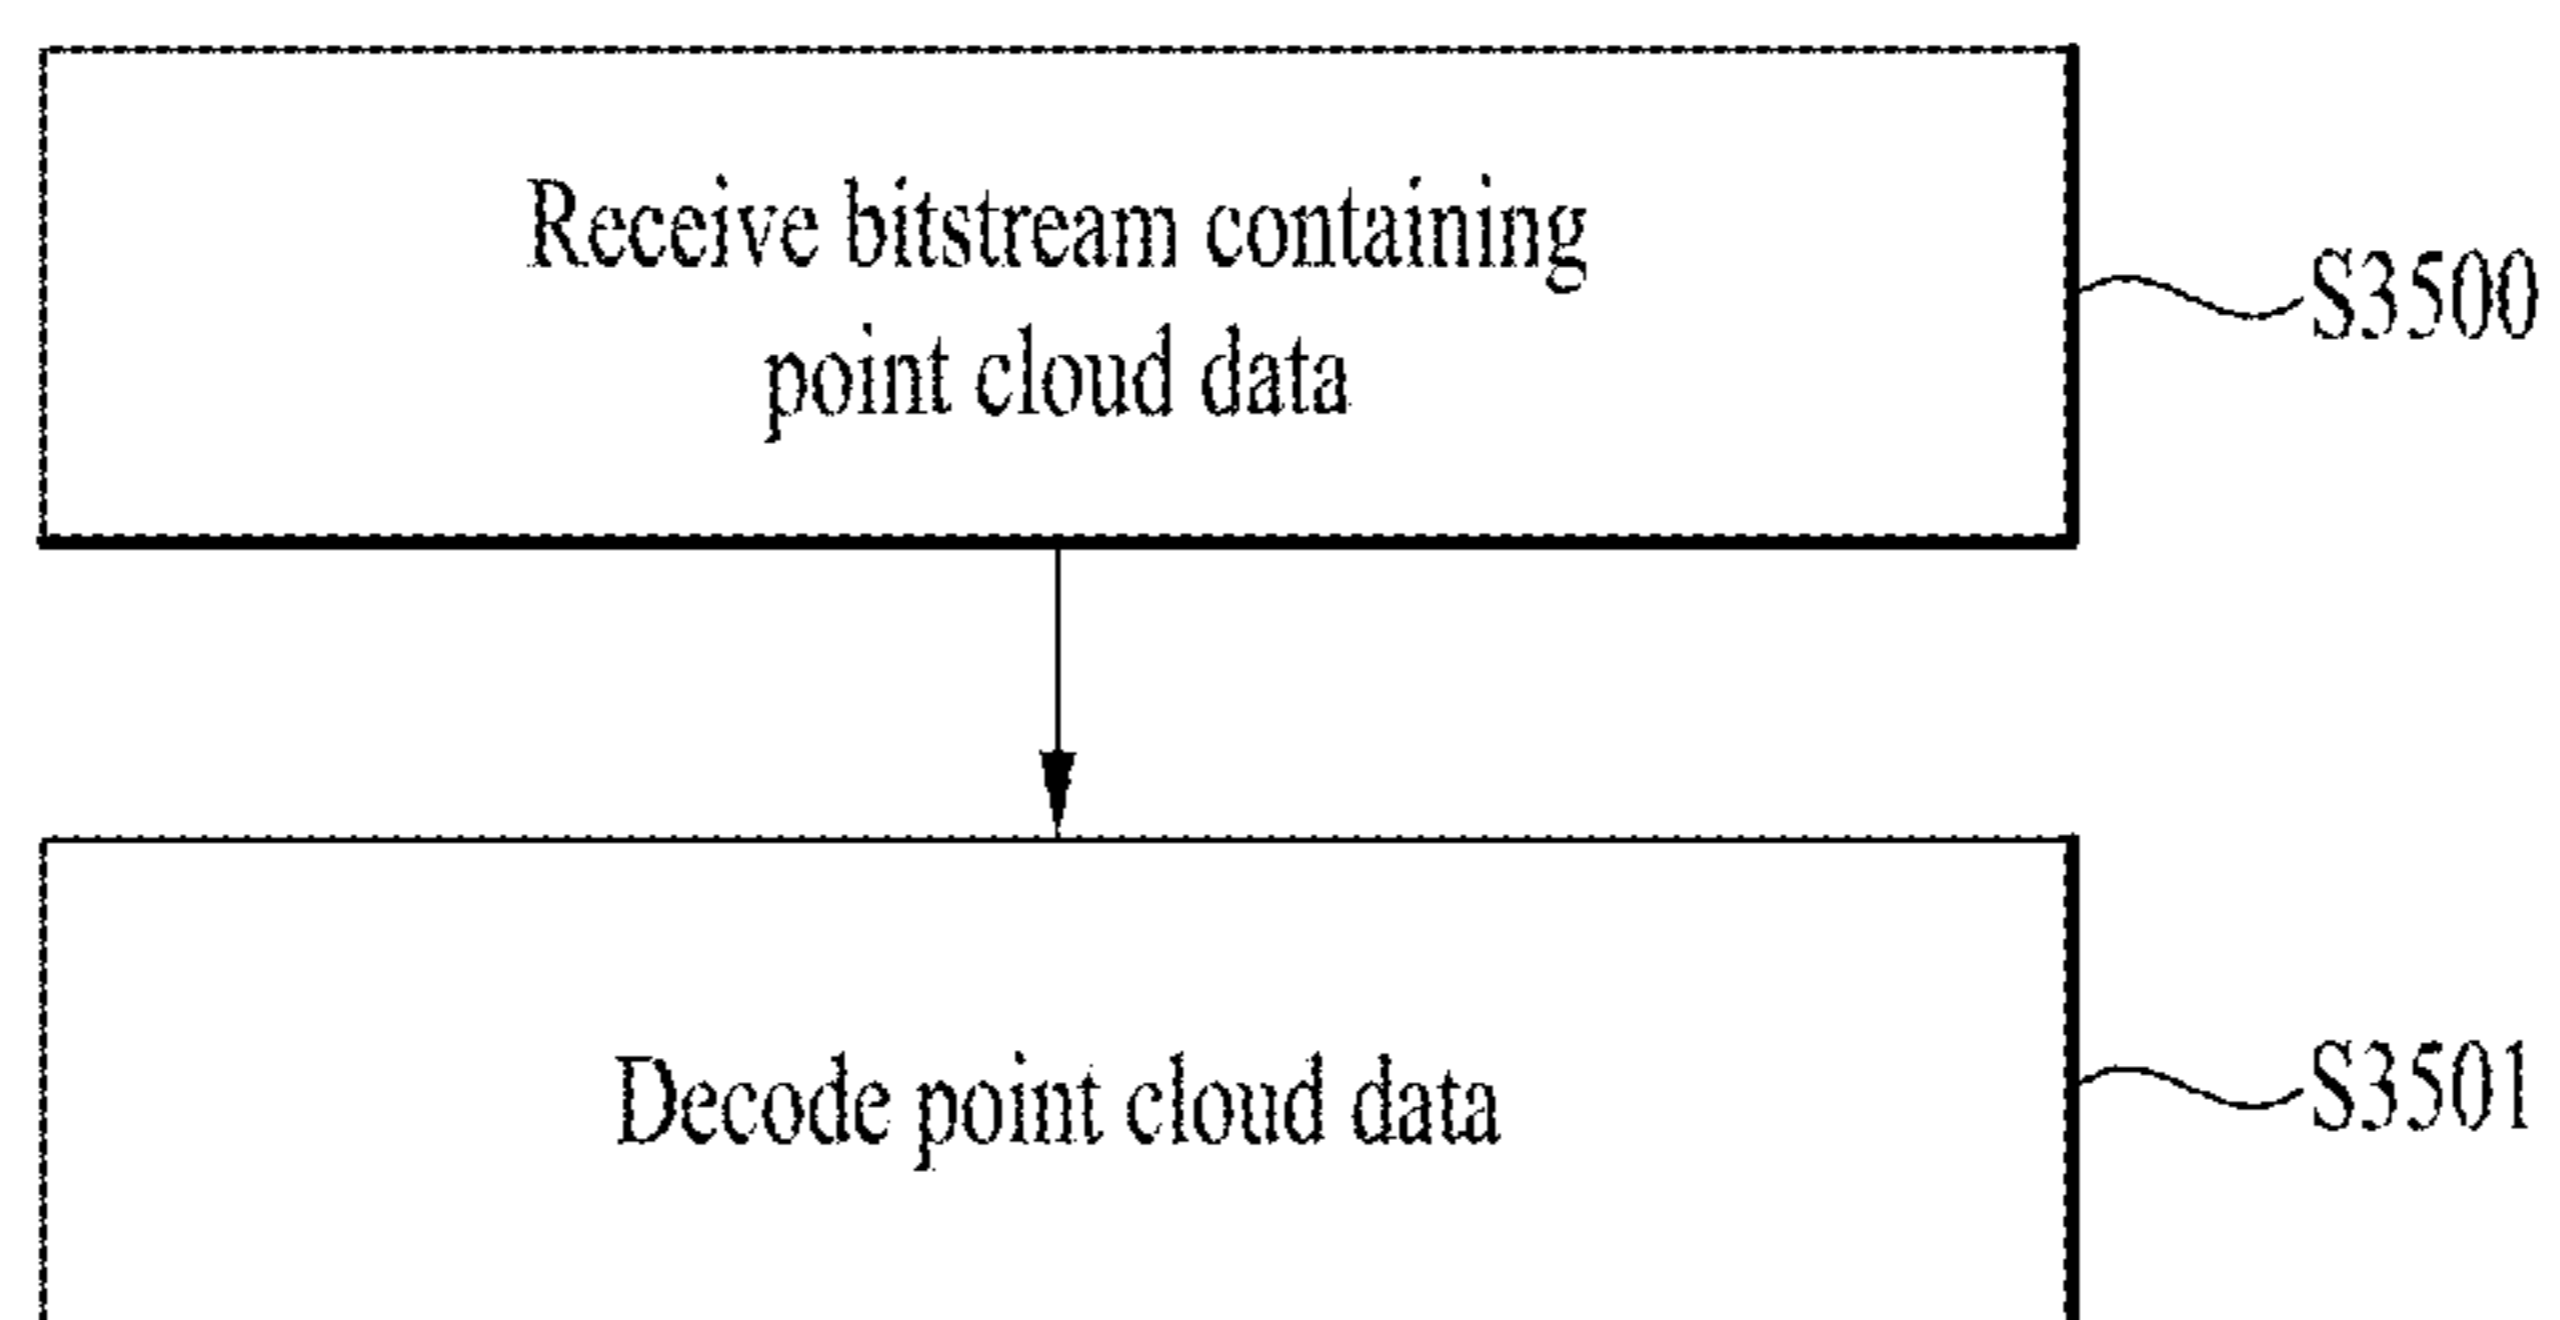 Receive bitstream containing
point cloud data
S3500
Decode point cloud data
S3501